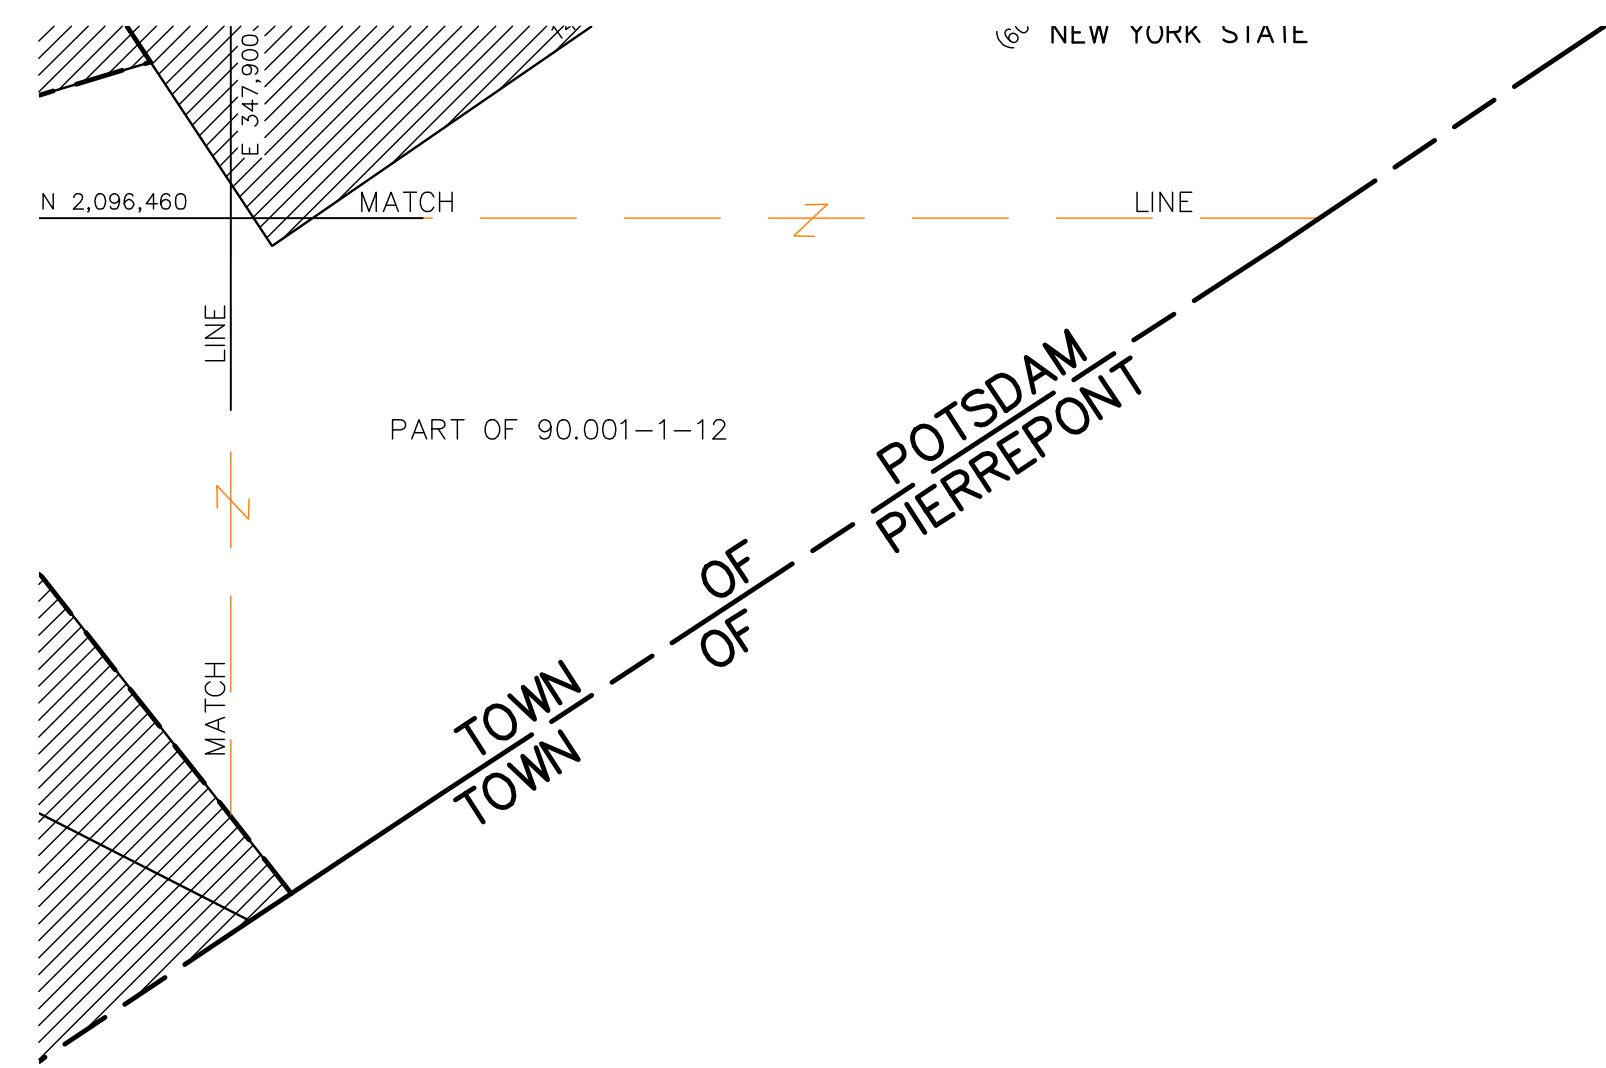 NEW YORK STATE
E 347,900
N 2,096,460
MATCH LINE
LINE
PART OF 90.001-1-12
MATCH
TOWN OF POTSDAM
TOWN OF PIERREPONT